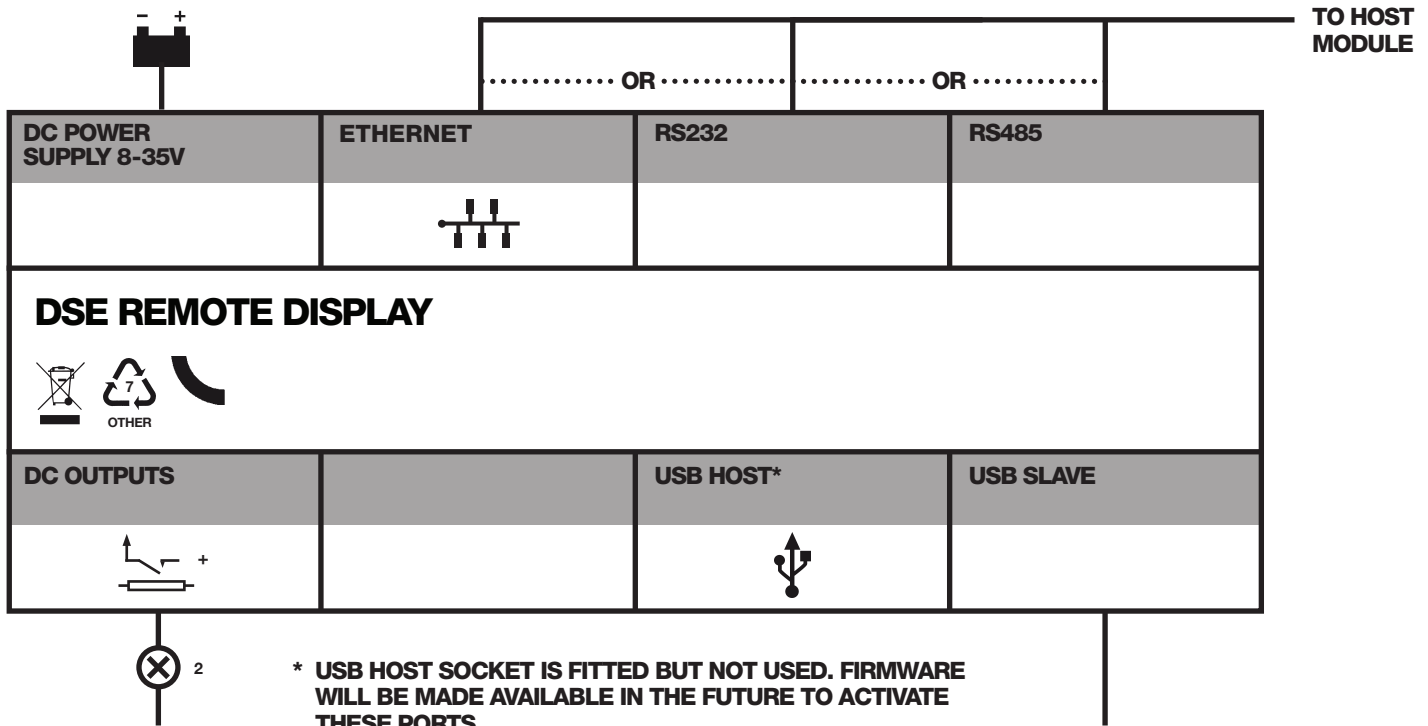 - +
TO HOST
MODULE
OR OR
DC POWER
SUPPLY 8-35V
ETHERNET
RS232
RS485
DSE REMOTE DISPLAY
7
OTHER
DC OUTPUTS
USB HOST*
USB SLAVE
+
2
* USB HOST SOCKET IS FITTED BUT NOT USED. FIRMWARE
WILL BE MADE AVAILABLE IN THE FUTURE TO ACTIVATE
THESE PORTS